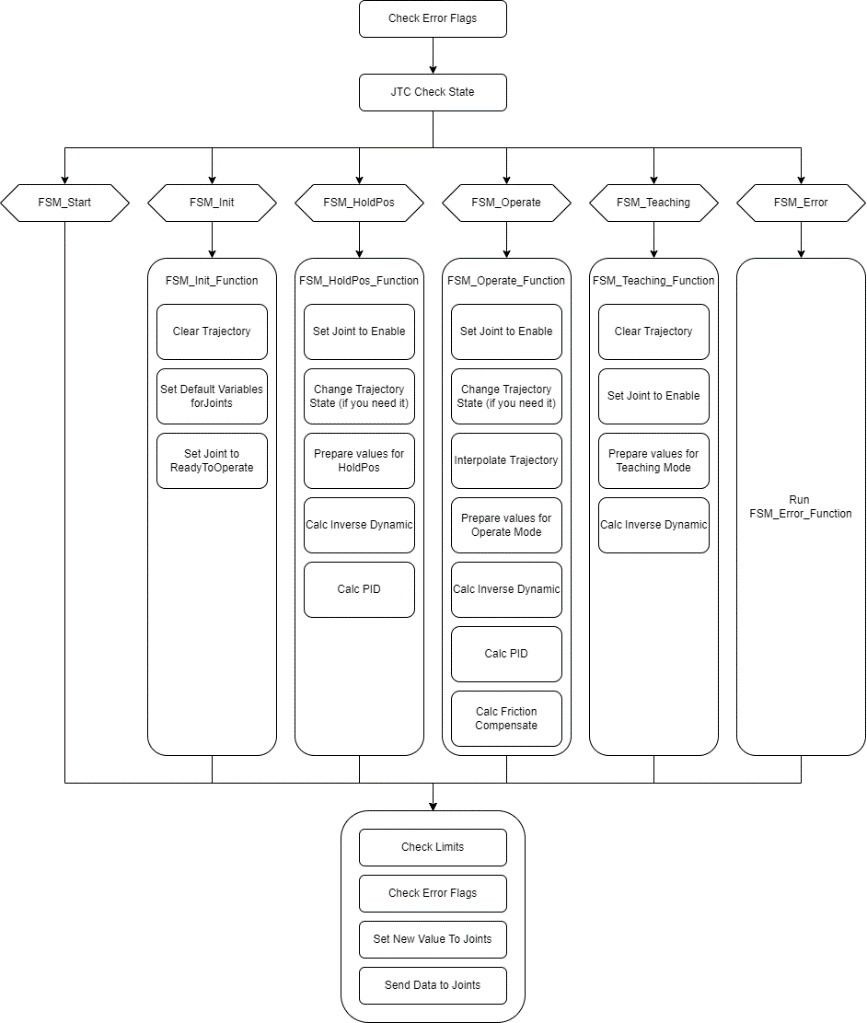 Check Error Flags
JTC Check State
FSM_Start
FSM_Init
FSM_HoldPos
FSM_Operate
FSM_Teaching
FSM_Error
FSM_Init_Function
Clear Trajectory
Set Default Variables
forJoints
Set Joint to
ReadyToOperate
FSM_HoldPos_Function
Set Joint to Enable
Change Trajectory
State (if you need it)
Prepare values for
HoldPos
Calc Inverse Dynamic
Calc PID
FSM_Operate_Function
Set Joint to Enable
Change Trajectory
State (if you need it)
Interpolate Trajectory
Prepare values for
Operate Mode
Calc Inverse Dynamic
Calc PID
Calc Friction
Compensate
FSM_Teaching_Function
Clear Trajectory
Set Joint to Enable
Prepare values for
Teaching Mode
Calc Inverse Dynamic
Run
FSM_Error_Function
Check Limits
Check Error Flags
Set New Value To Joints
Send Data to Joints